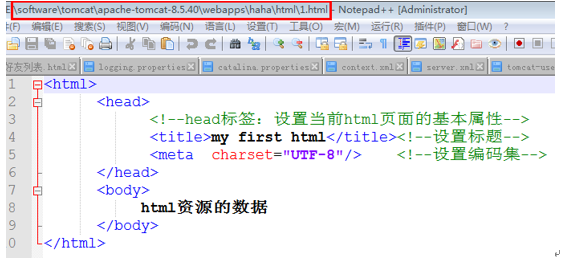 \software\tomcat\apache-tomcat-8.5.40\webapps\haha\html\1.html - Notepad++ [Administrator]
编辑(E) 搜索(S) 视图(V) 编码(N) 语言(L) 设置(T) 工具(O) 宏(M) 运行(R) 插件(P) 窗口(W) ?
好友列表.html logging.properties catalina.properties context.xml server.xml tomcat-use
1 <html>
2 <head>
3 <!--head标签：设置当前html页面的基本属性-->
4 <title>my first html</title><!--设置标题-->
5 <meta charset="UTF-8"/> <!--设置编码集-->
6 </head>
7 <body>
8 html资源的数据
9 </body>
0 </html>